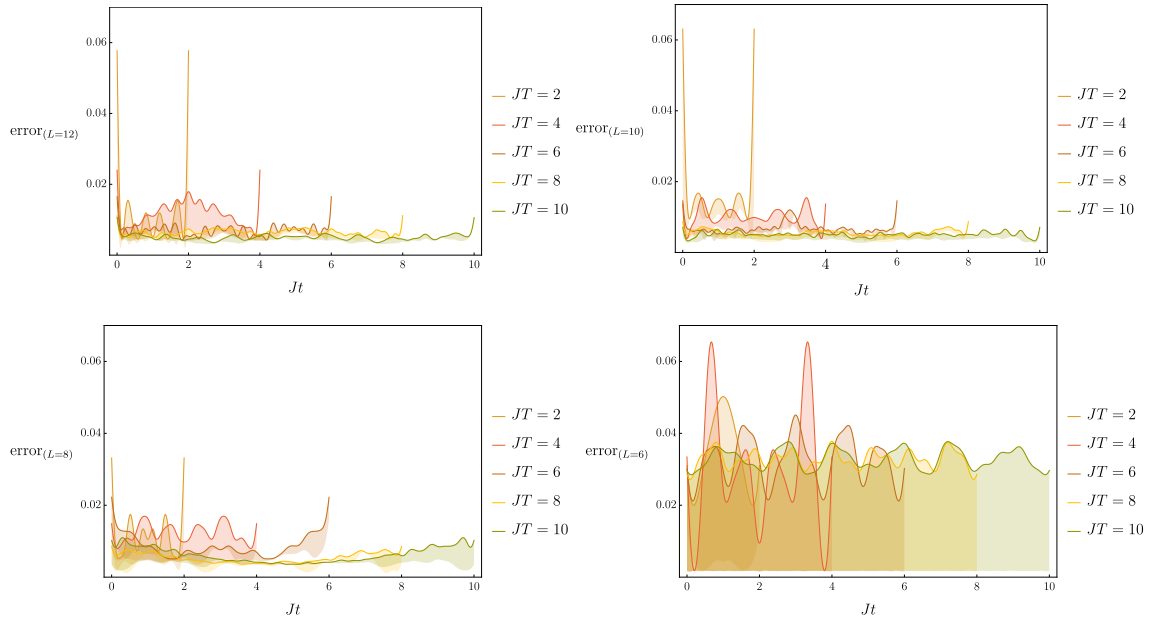 0.06
0.04
0.02
error(L=12)
0 2 4 6 8 10
Jt
JT = 2
JT = 4
JT = 6
JT = 8
JT = 10
0.06
0.04
0.02
error(L=10)
0 2 4 6 8 10
Jt
JT = 2
JT = 4
JT = 6
JT = 8
JT = 10
0.06
0.04
0.02
error(L=8)
0 2 4 6 8 10
Jt
JT = 2
JT = 4
JT = 6
JT = 8
JT = 10
0.06
0.04
0.02
error(L=6)
0 2 4 6 8 10
Jt
JT = 2
JT = 4
JT = 6
JT = 8
JT = 10